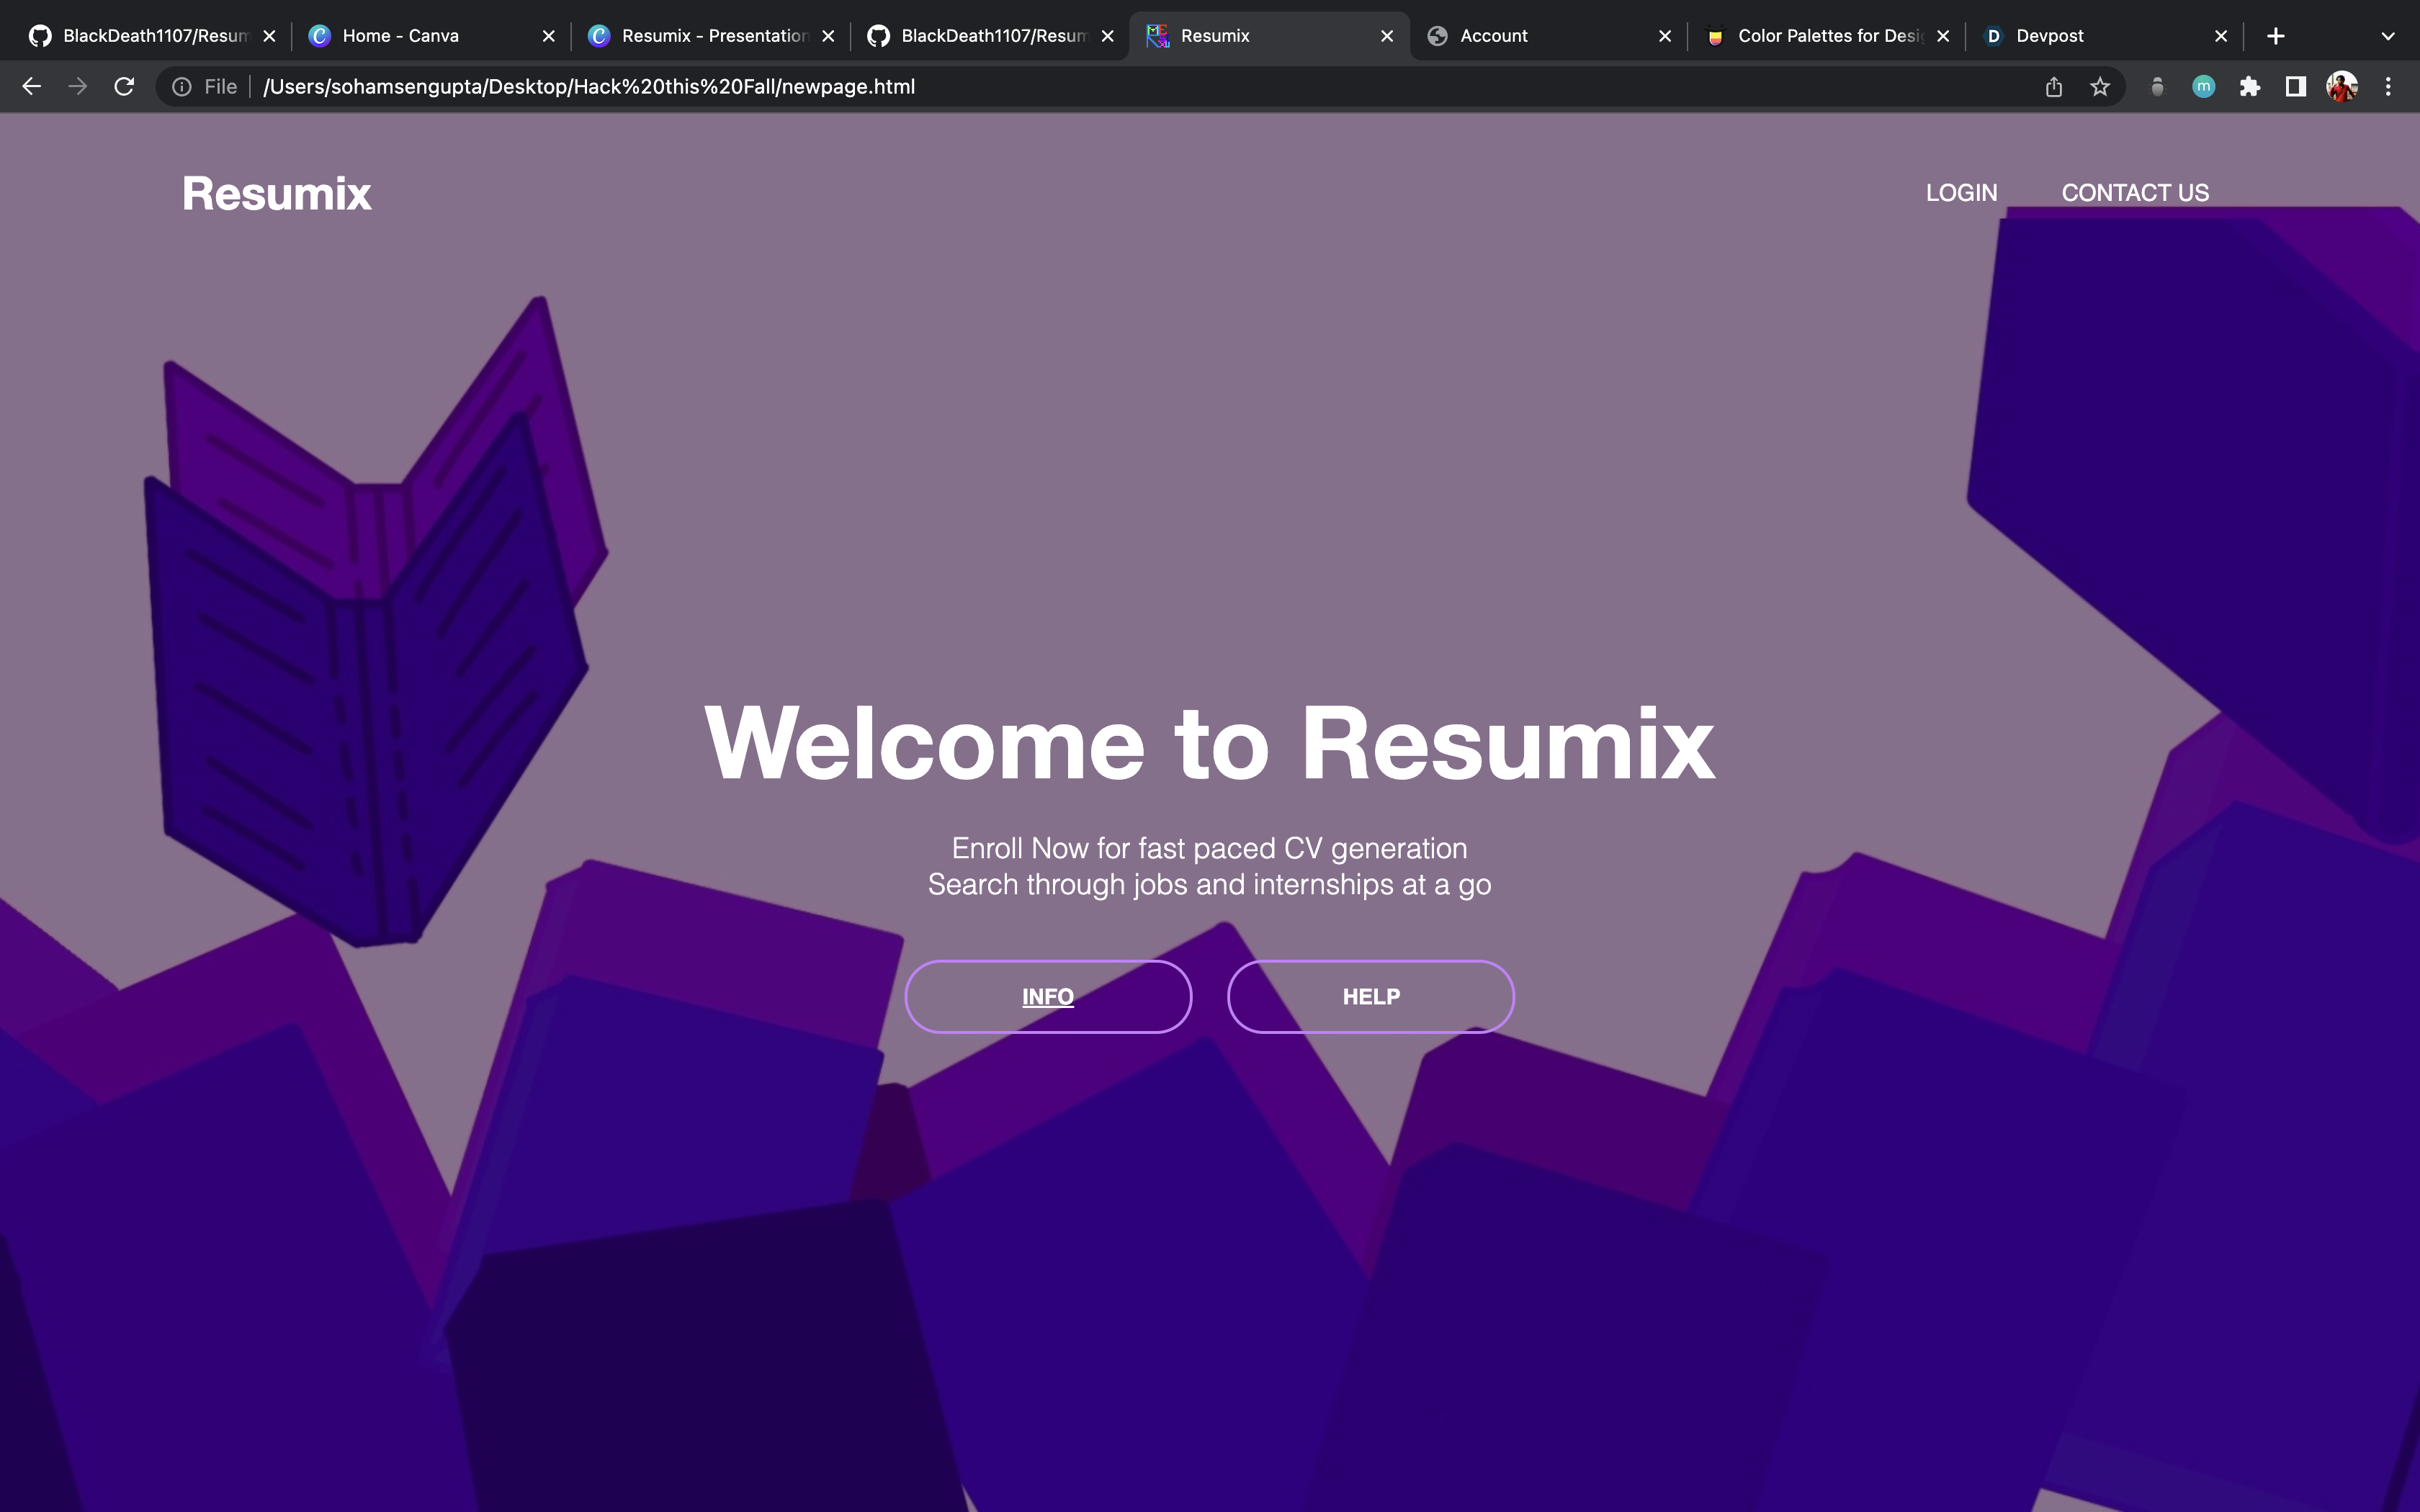 BlackDeath1107/Resum
Home - Canva
Resumix - Presentation
BlackDeath1107/Resum
Resumix
Account
Color Palettes for Desi
D
Devpost
File
/Users/sohamsengupta/Desktop/Hack%20this%20Fall/newpage.html
m
Resumix
LOGIN
CONTACT US
Welcome to Resumix
Enroll Now for fast paced CV generation
Search through jobs and internships at a go
INFO
HELP